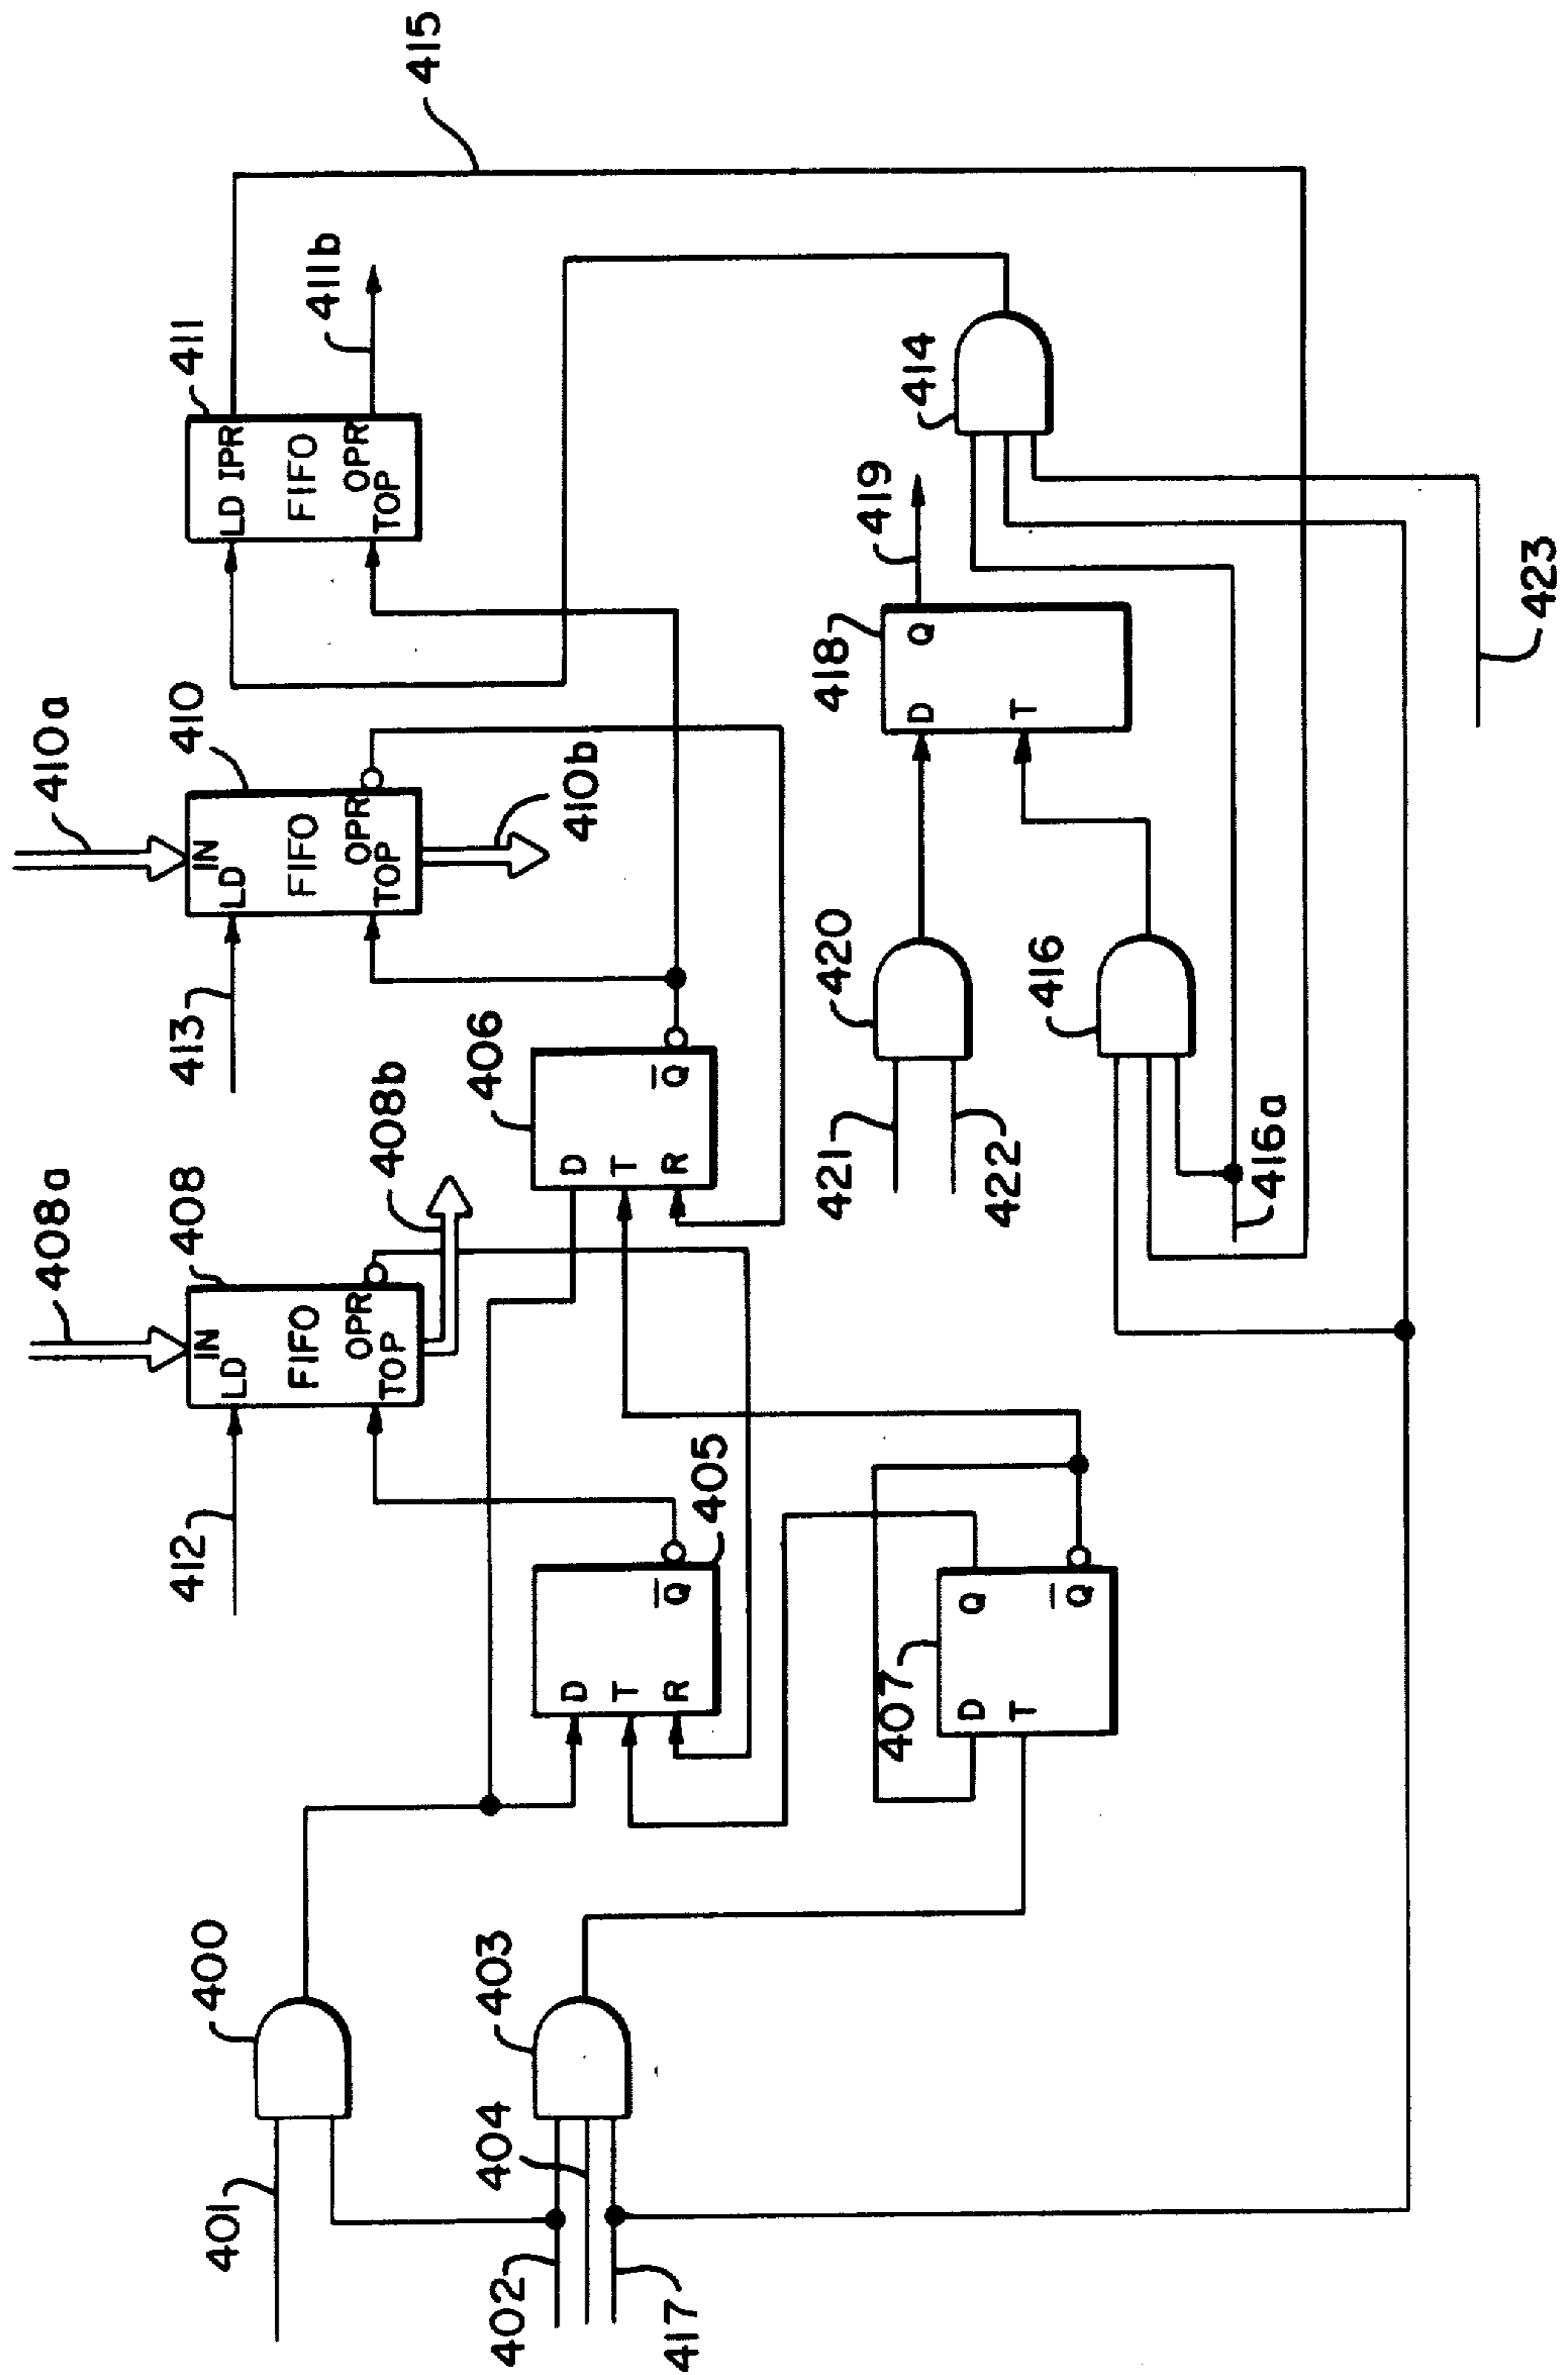 408a
410a
412
408
413
410
411
415
IN
LD
FIFO
OPR
TOP
IN
LD
FIFO
OPR
TOP
LD IPR
FIFO
OPR
TOP
408b
410b
411b
400
401
405
D
T
R
Q
406
D
T
R
Q
402
404
403
417
407
D
T
Q
Q
421
422
420
416
416a
418
D
T
Q
419
414
423